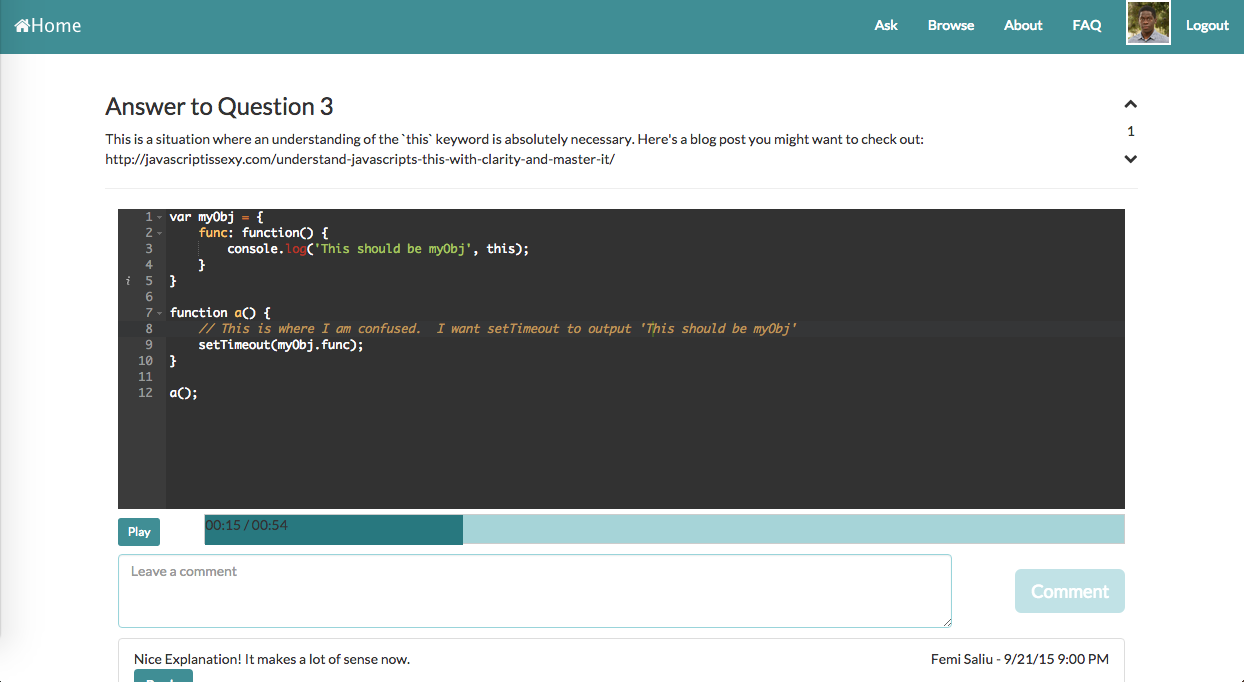 Home Ask Browse About FAQ Logout
Answer to Question 3
1
This is a situation where an understanding of the `this` keyword is absolutely necessary. Here's a blog post you might want to check out:
http://javascriptissexy.com/understand-javascripts-this-with-clarity-and-master-it/
1 var myObj = {
2     func: function() {
3         console.log('This should be myObj', this);
4     }
i 5 }
6
7 function a() {
8     // This is where I am confused.  I want setTimeout to output 'This should be myObj'
9     setTimeout(myObj.func);
10 }
11
12 a();
Play 00:15 / 00:54
Leave a comment
Comment
Nice Explanation! It makes a lot of sense now. Femi Saliu - 9/21/15 9:00 PM